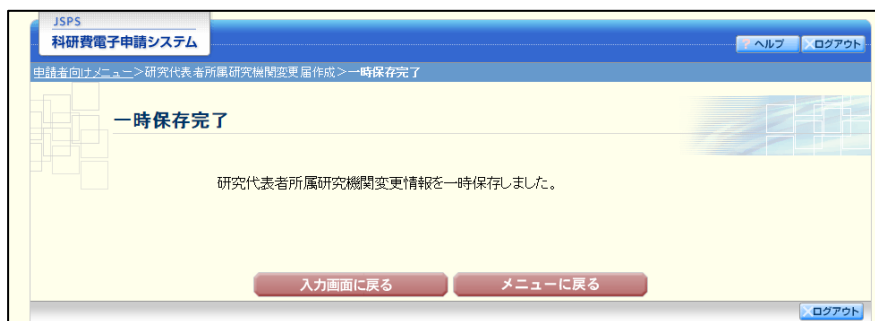 JSPS
科研費電子申請システム
?ヘルプ ×ログアウト
申請者向けメニュー>研究代表者所属研究機関変更届作成>一時保存完了
一時保存完了
研究代表者所属研究機関変更情報を一時保存しました。
入力画面に戻る メニューに戻る
×ログアウト